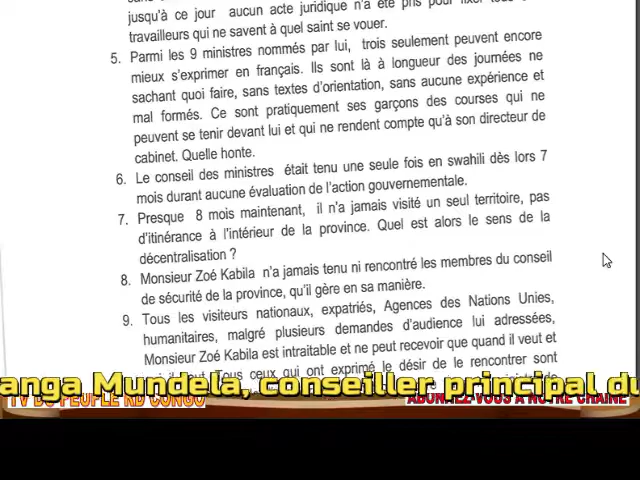 jusqu'à ce jour aucun acte juridique n'a été pris pour fixer
travailleurs qui ne savent à quel saint se vouer.
5. Parmi les 9 ministres nommés par lui, trois seulement peuvent encore
mieux s'exprimer en français. Ils sont là à longueur des journées ne
sachant quoi faire, sans textes d'orientation, sans aucune expérience et
mal formés. Ce sont pratiquement ses garçons des courses qui ne
peuvent se tenir devant lui et qui ne rendent compte qu'à son directeur de
cabinet. Quelle honte.
6. Le conseil des ministres était tenu une seule fois en swahili dès lors 7
mois durant aucune évaluation de l'action gouvernementale.
7. Presque 8 mois maintenant, il n'a jamais visité un seul territoire, pas
d'itinérance à l'intérieur de la province. Quel est alors le sens de la
décentralisation ?
8. Monsieur Zoé Kabila n'a jamais tenu ni rencontré les membres du conseil
de sécurité de la province, qu'il gère en sa manière.
9. Tous les visiteurs nationaux, expatriés, Agences des Nations Unies,
humanitaires, malgré plusieurs demandes d'audience lui adressées,
Monsieur Zoé Kabila est intraitable et ne peut recevoir que quand il veut et
Tous ceux qui ont exprimé le désir de le rencontrer sont
anga Mundela, conseiller principal du
TV DU PEUPLE RD CONGO
ABONNEZ-VOUS A NOTRE CHAINE